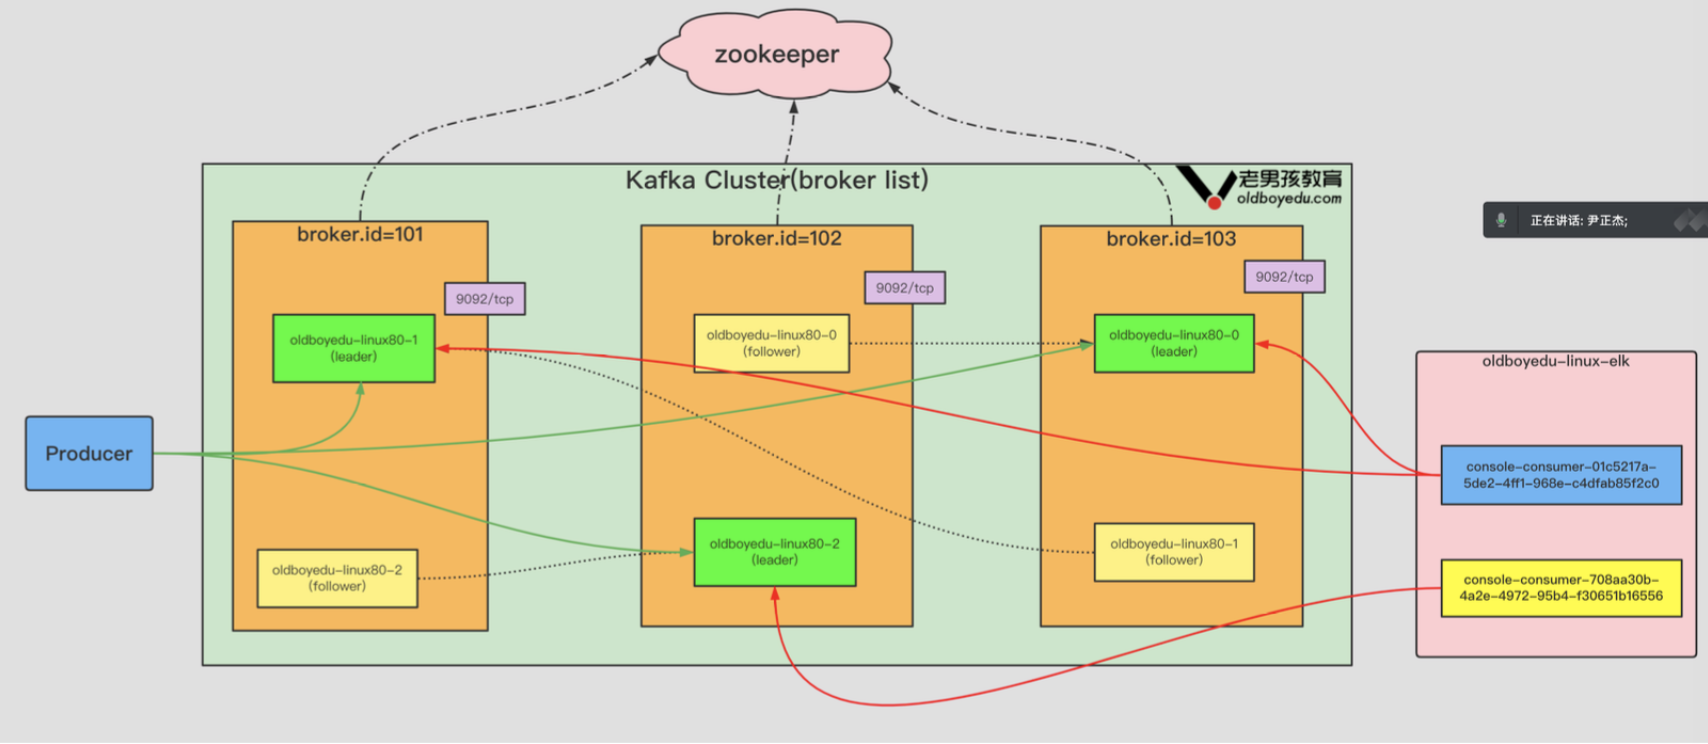 zookeeper
Kafka Cluster(broker list)
老男孩教育
oldboyedu.com
正在讲话: 尹正杰;
broker.id=101
broker.id=102
broker.id=103
9092/tcp
9092/tcp
9092/tcp
oldboyedu-linux80-1
(leader)
oldboyedu-linux80-0
(follower)
oldboyedu-linux80-0
(leader)
oldboyedu-linux-elk
Producer
console-consumer-01c5217a-
5de2-4ff1-968e-c4dfab85f2c0
oldboyedu-linux80-2
(follower)
oldboyedu-linux80-2
(leader)
oldboyedu-linux80-1
(follower)
console-consumer-708aa30b-
4a2e-4972-95b4-f30651b16556